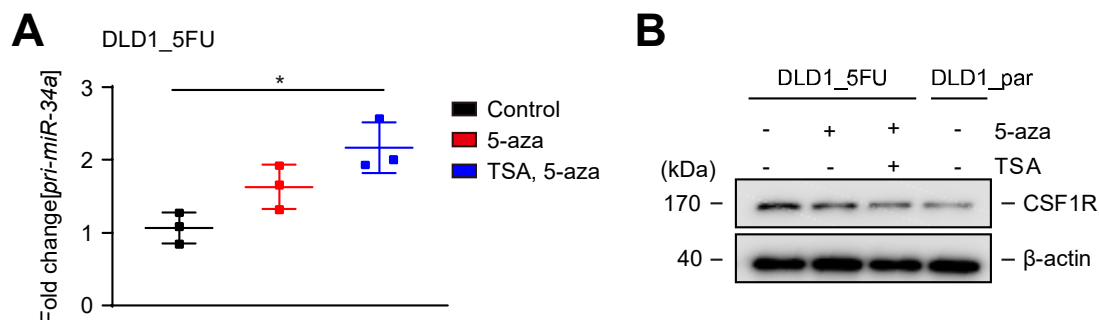 A
DLD1_5FU
Fold change[pri-miR-34a]
3
2
1
0
*
Control
5-aza
TSA, 5-aza
B
DLD1_5FU DLD1_par
- + + - 5-aza
(kDa) - - + - TSA
170 – – CSF1R
40 – – β-actin